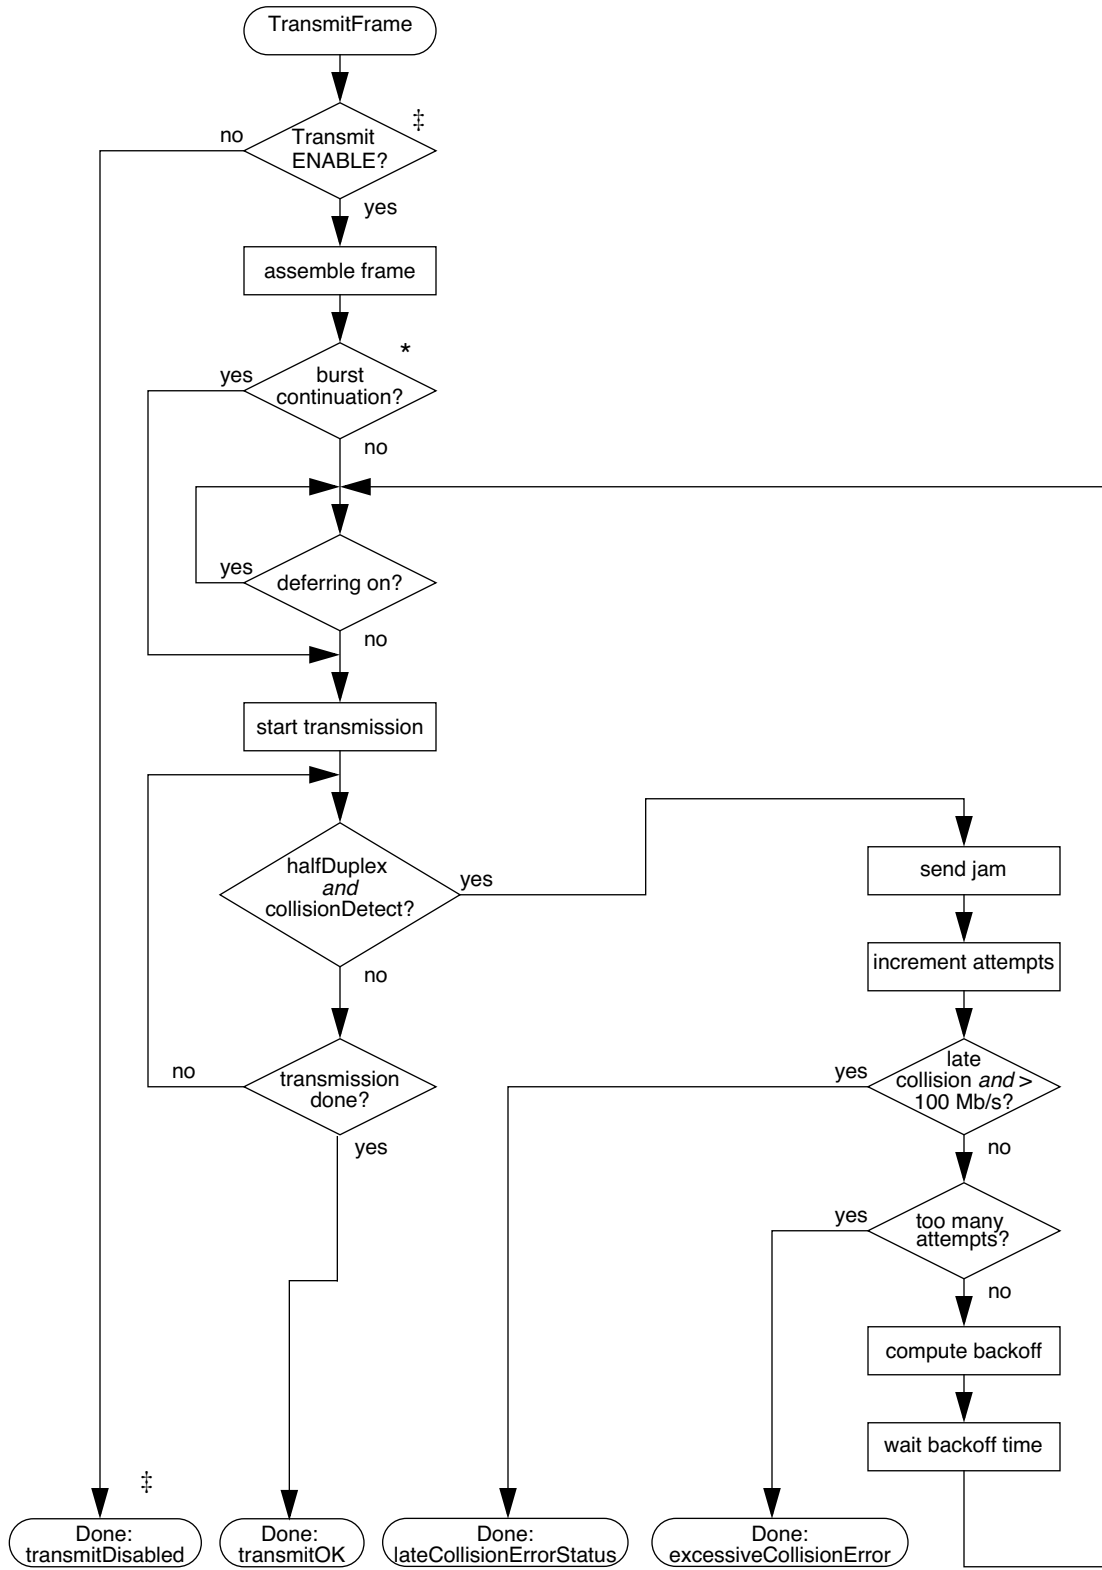 TransmitFrame
‡
no
Transmit
ENABLE?
yes
assemble frame
*
yes
burst
continuation?
no
yes
deferring on?
no
start transmission
halfDuplex
and
collisionDetect?
yes
send jam
no
increment attempts
no
transmission
done?
yes
yes
late
collision and >
100 Mb/s?
no
yes
too many
attempts?
no
compute backoff
wait backoff time
‡
Done:
transmitDisabled
Done:
transmitOK
Done:
lateCollisionErrorStatus
Done:
excessiveCollisionError